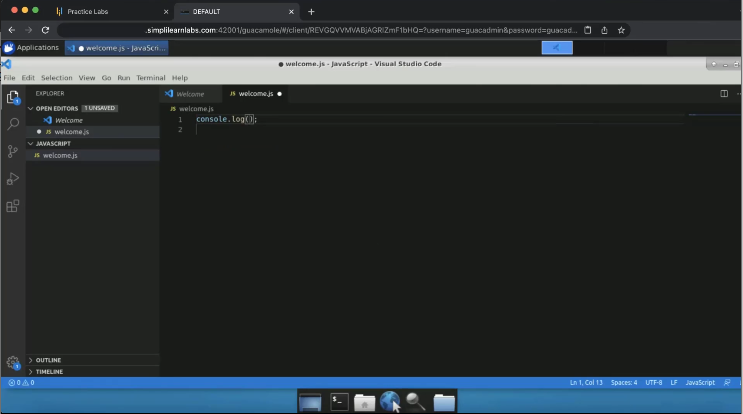 Practice Labs
DEFAULT
.simplilearnlabs.com:42001/guacamole/#/client/REVGQVVMVABjAGRlZmF1bHQ=?username=guacadmin&password=guacad...
Applications
welcome.js - JavaScri...
welcome.js - JavaScript - Visual Studio Code
File Edit Selection View Go Run Terminal Help
EXPLORER
Welcome
JS welcome.js
OPEN EDITORS 1 UNSAVED
Welcome
JS welcome.js
JAVASCRIPT
JS welcome.js
JS welcome.js
1 console.log();
2
OUTLINE
TIMELINE
0 0
Ln 1, Col 13 Spaces: 4 UTF-8 LF JavaScript